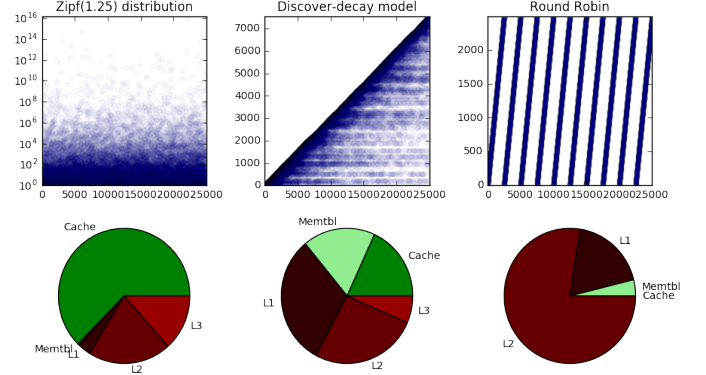 Zipf(1.25) distribution
Discover-decay model
Round Robin
10^16
10^14
10^12
10^10
10^8
10^6
10^4
10^2
10^0
0 5000 10000 15000 20000 25000
7000
6000
5000
4000
3000
2000
1000
0
0 5000 10000 15000 20000 25000
2500
2000
1500
1000
500
0
0 5000 10000 15000 20000 25000
Cache
Memtbl
L1
L2
L3
Memtbl
Cache
L1
L3
L2
L1
Memtbl
Cache
L2